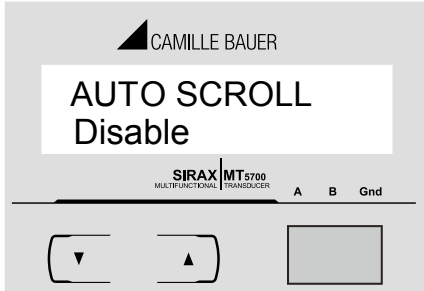 CAMILLE BAUER
AUTO SCROLL
Disable
SIRAX MT5700
MULTIFUNCTIONAL TRANSDUCER
A B Gnd